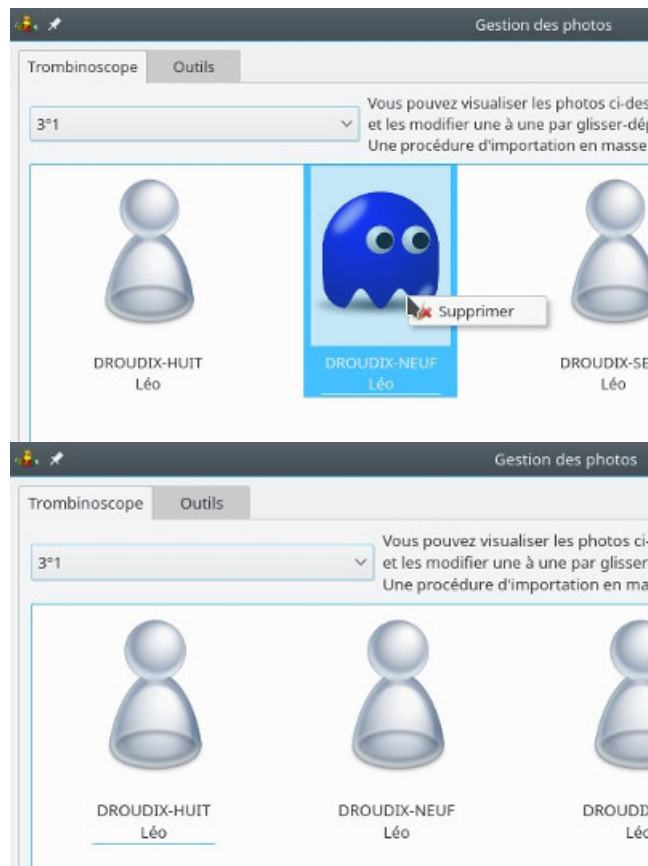 Gestion des photos
Trombinoscope Outils
3°1
Vous pouvez visualiser les photos ci-des
et les modifier une à une par glisser-dép
Une procédure d'importation en masse
Supprimer
DROUDIX-HUIT DROUDIX-NEUF DROUDIX-SE
Léo Léo Léo
Gestion des photos
Trombinoscope Outils
3°1
Vous pouvez visualiser les photos ci-
et les modifier une à une par glisser
Une procédure d'importation en ma
DROUDIX-HUIT DROUDIX-NEUF DROUDI
Léo Léo Léo